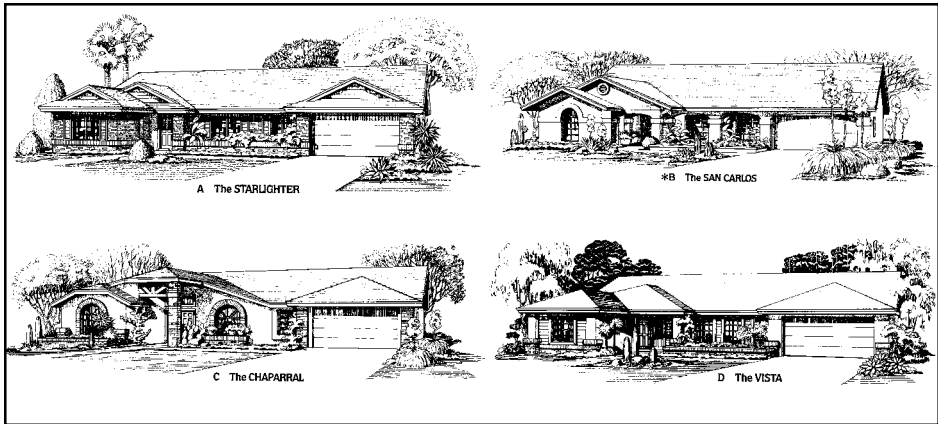 A The STARLIGHTER
*B The SAN CARLOS
C The CHAPARRAL
D The VISTA